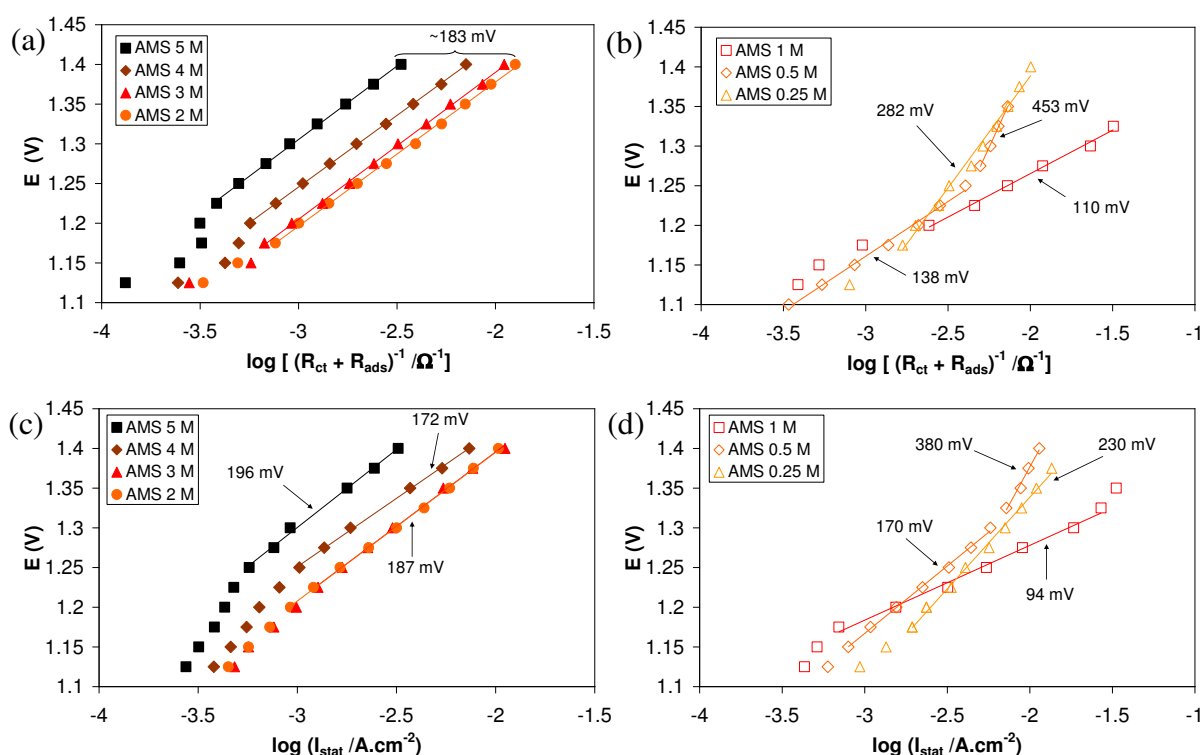 (a)
AMS 5 M
AMS 4 M
AMS 3 M
AMS 2 M
~183 mV
E (V)
1.45
1.4
1.35
1.3
1.25
1.2
1.15
1.1
-4 -3.5 -3 -2.5 -2 -1.5
log [ (R_ct + R_ads)^-1 /Ω^-1]
(b)
AMS 1 M
AMS 0.5 M
AMS 0.25 M
282 mV
453 mV
110 mV
138 mV
E (V)
1.45
1.4
1.35
1.3
1.25
1.2
1.15
1.1
-4 -3.5 -3 -2.5 -2 -1.5 -1
log [ (R_ct + R_ads)^-1 /Ω^-1]
(c)
AMS 5 M
AMS 4 M
AMS 3 M
AMS 2 M
172 mV
196 mV
187 mV
E (V)
1.45
1.4
1.35
1.3
1.25
1.2
1.15
1.1
-4 -3.5 -3 -2.5 -2 -1.5
log (I_stat /A.cm^-2)
(d)
AMS 1 M
AMS 0.5 M
AMS 0.25 M
380 mV
230 mV
170 mV
94 mV
E (V)
1.45
1.4
1.35
1.3
1.25
1.2
1.15
1.1
-4 -3.5 -3 -2.5 -2 -1.5 -1
log (I_stat /A.cm^-2)